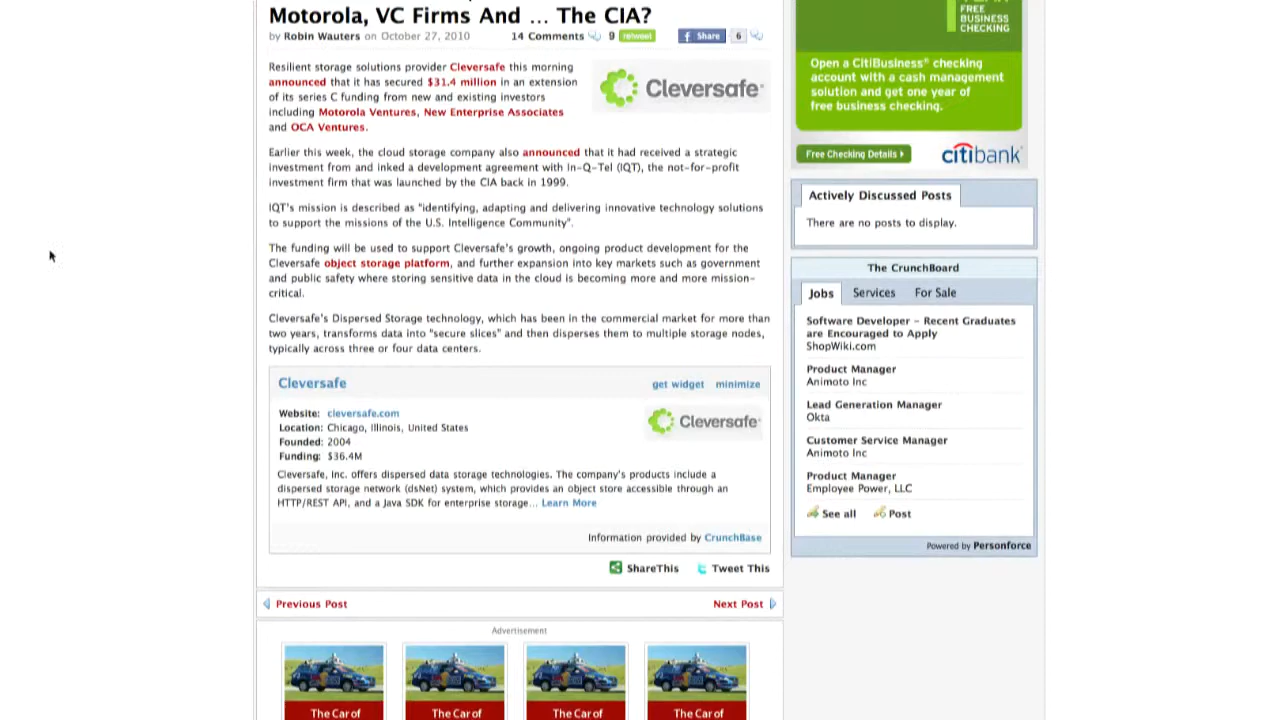 Motorola, VC Firms And ... The CIA?
by Robin Wauters on October 27, 2010
14 Comments 9 retweet Share 6
Resilient storage solutions provider Cleversafe this morning
announced that it has secured $31.4 million in an extension
of its series C funding from new and existing investors
including Motorola Ventures, New Enterprise Associates
and OCA Ventures.
Cleversafe
Earlier this week, the cloud storage company also announced that it had received a strategic
investment from and inked a development agreement with In-Q-Tel (IQT), the not-for-profit
investment firm that was launched by the CIA back in 1999.
IQT's mission is described as "identifying, adapting and delivering innovative technology solutions
to support the missions of the U.S. Intelligence Community".
The funding will be used to support Cleversafe's growth, ongoing product development for the
Cleversafe object storage platform, and further expansion into key markets such as government
and public safety where storing sensitive data in the cloud is becoming more and more mission-
critical.
Cleversafe's Dispersed Storage technology, which has been in the commercial market for more than
two years, transforms data into "secure slices" and then disperses them to multiple storage nodes,
typically across three or four data centers.
Cleversafe
get widget minimize
Website: cleversafe.com
Location: Chicago, Illinois, United States
Founded: 2004
Funding: $36.4M
Cleversafe
Cleversafe, Inc. offers dispersed data storage technologies. The company's products include a
dispersed storage network (dsNet) system, which provides an object store accessible through an
HTTP/REST API, and a Java SDK for enterprise storage... Learn More
Information provided by CrunchBase
ShareThis Tweet This
Previous Post
Next Post
Advertisement
The Car of
The Car of
The Car of
The Car of
FREE
BUSINESS
CHECKING
Open a CitiBusiness® checking
account with a cash management
solution and get one year of
free business checking.
Free Checking Details
citibank
Actively Discussed Posts
There are no posts to display.
The CrunchBoard
Jobs Services For Sale
Software Developer - Recent Graduates
are Encouraged to Apply
ShopWiki.com
Product Manager
Animoto Inc
Lead Generation Manager
Okta
Customer Service Manager
Animoto Inc
Product Manager
Employee Power, LLC
See all Post
Powered by Personforce